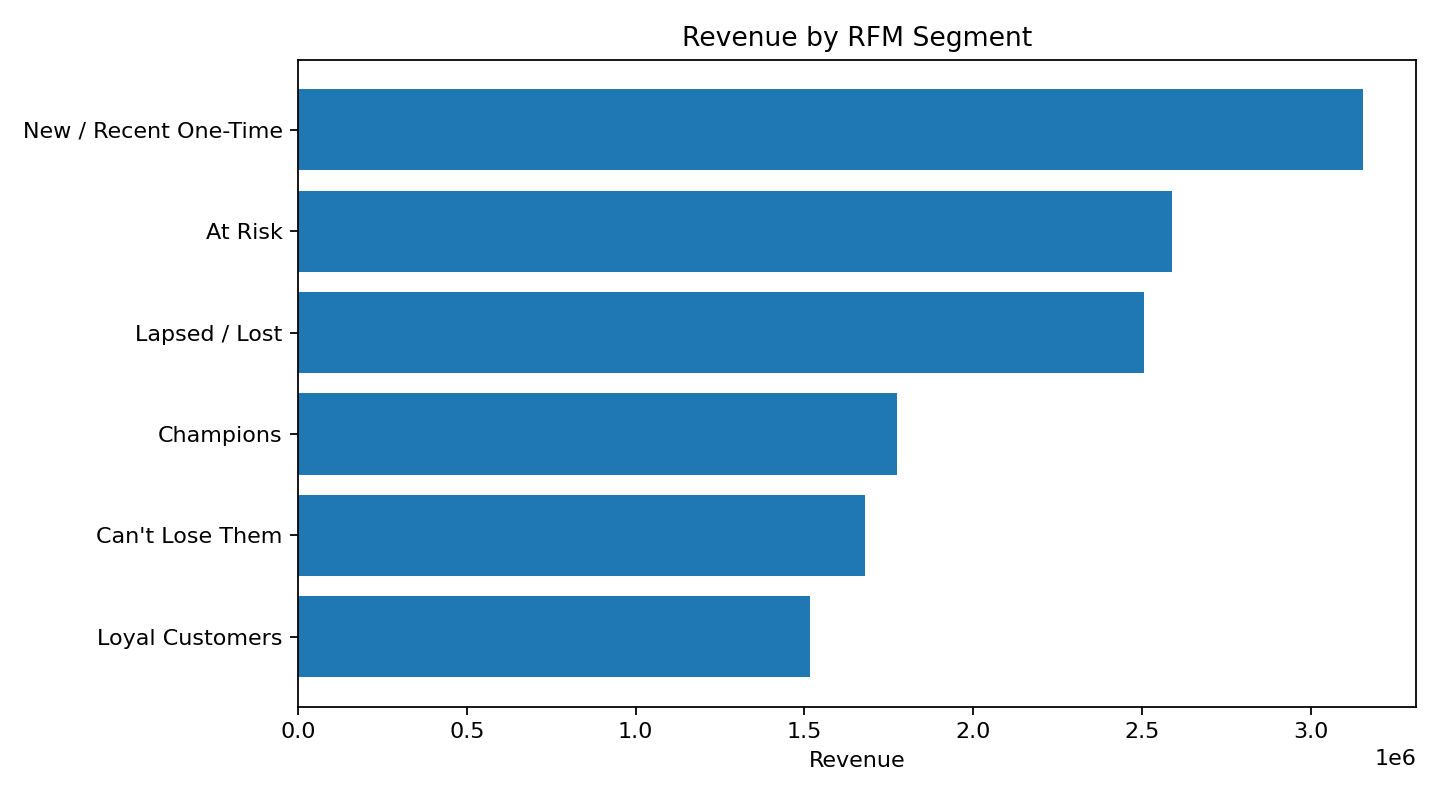 Revenue by RFM Segment
New / Recent One-Time
At Risk
Lapsed / Lost
Champions
Can't Lose Them
Loyal Customers
0.0 0.5 1.0 1.5 2.0 2.5 3.0
Revenue
1e6